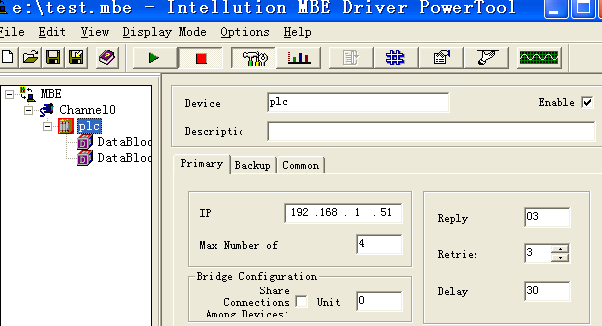 e:\test.mbe - Intellution MBE Driver PowerTool
File Edit View Display Mode Options Help
MBE
Channel0
plc
DataBloc
DataBloc
Device plc Enable
Descriptic
Primary Backup Common
IP 192 .168 . 1 .51
Max Number of 4
Bridge Configuration
Share
Connections Unit 0
Among Devices:
Reply 03
Retries 3
Delay 30